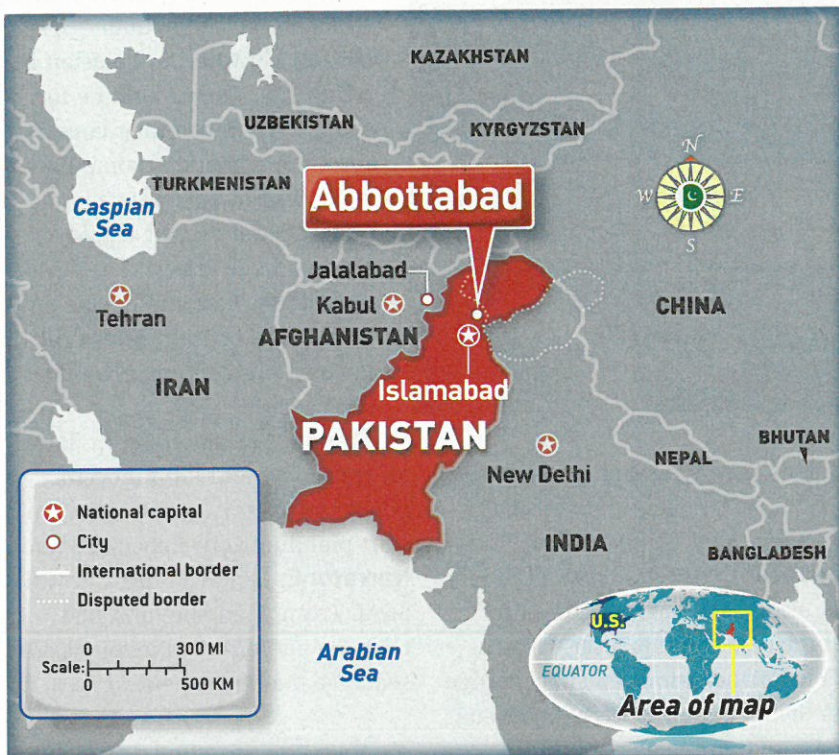 KAZAKHSTAN
UZBEKISTAN
KYRGYZSTAN
N
W
E
S
TURKMENISTAN
Abbottabad
Caspian
Sea
Jalalabad
Kabul
Tehran
AFGHANISTAN
CHINA
IRAN
Islamabad
PAKISTAN
New Delhi
NEPAL
BHUTAN
INDIA
BANGLADESH
National capital
City
International border
Disputed border
0 300 MI
Scale:
0 500 KM
Arabian
Sea
U.S.
EQUATOR
Area of map